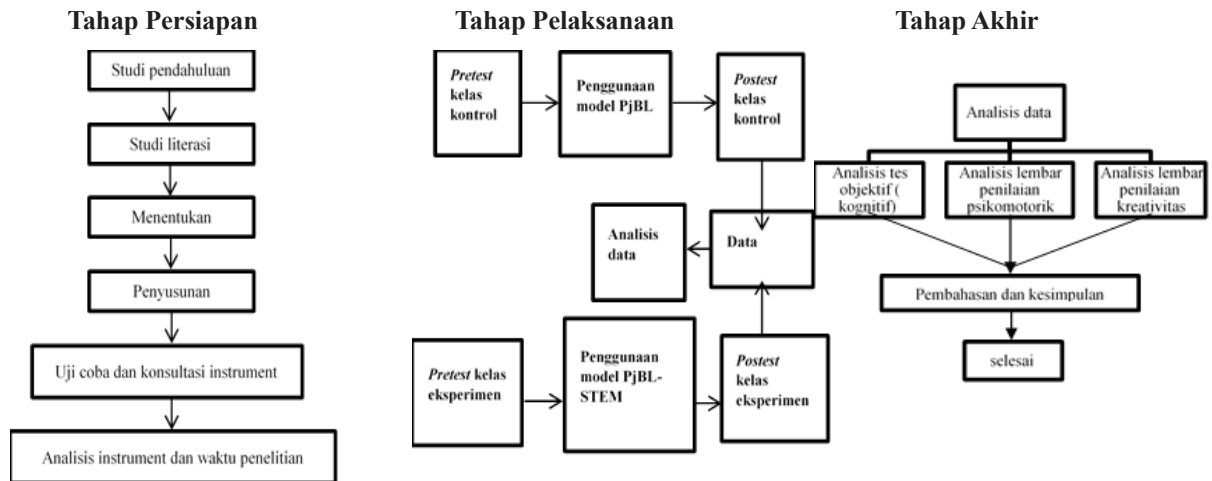 Tahap Persiapan
Studi pendahuluan
Studi literasi
Menentukan
Penyusunan
Uji coba dan konsultasi instrument
Analisis instrument dan waktu penelitian
Tahap Pelaksanaan
Pretest
kelas
kontrol
Penggunaan
model PjBL
Postest
kelas
kontrol
Analisis
data
Data
Pretest kelas
eksperimen
Penggunaan
model PjBL-
STEM
Postest
kelas
eksperimen
Tahap Akhir
Analisis data
Analisis tes
objektif (
kognitif)
Analisis lembar
penilaian
psikomotorik
Analisis lembar
penilaian
kreativitas
Pembahasan dan kesimpulan
selesai